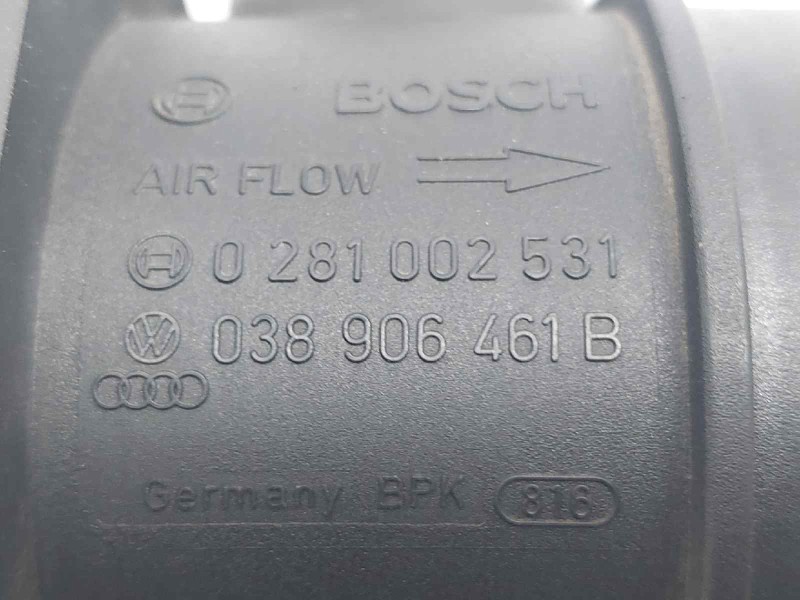 BOSCH
AIR FLOW
0 281 002 531
038 906 461 B
Germany BPK 816